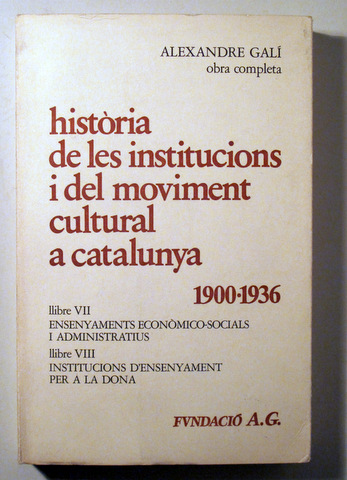 ALEXANDRE GALÍ
obra completa
història
de les institucions
i del moviment
cultural
a catalunya
1900·1936
llibre VII
ENSENYAMENTS ECONÒMICO-SOCIALS
I ADMINISTRATIUS
llibre VIII
INSTITUCIONS D'ENSENYAMENT
PER A LA DONA
FVNDACIÓ A.G.